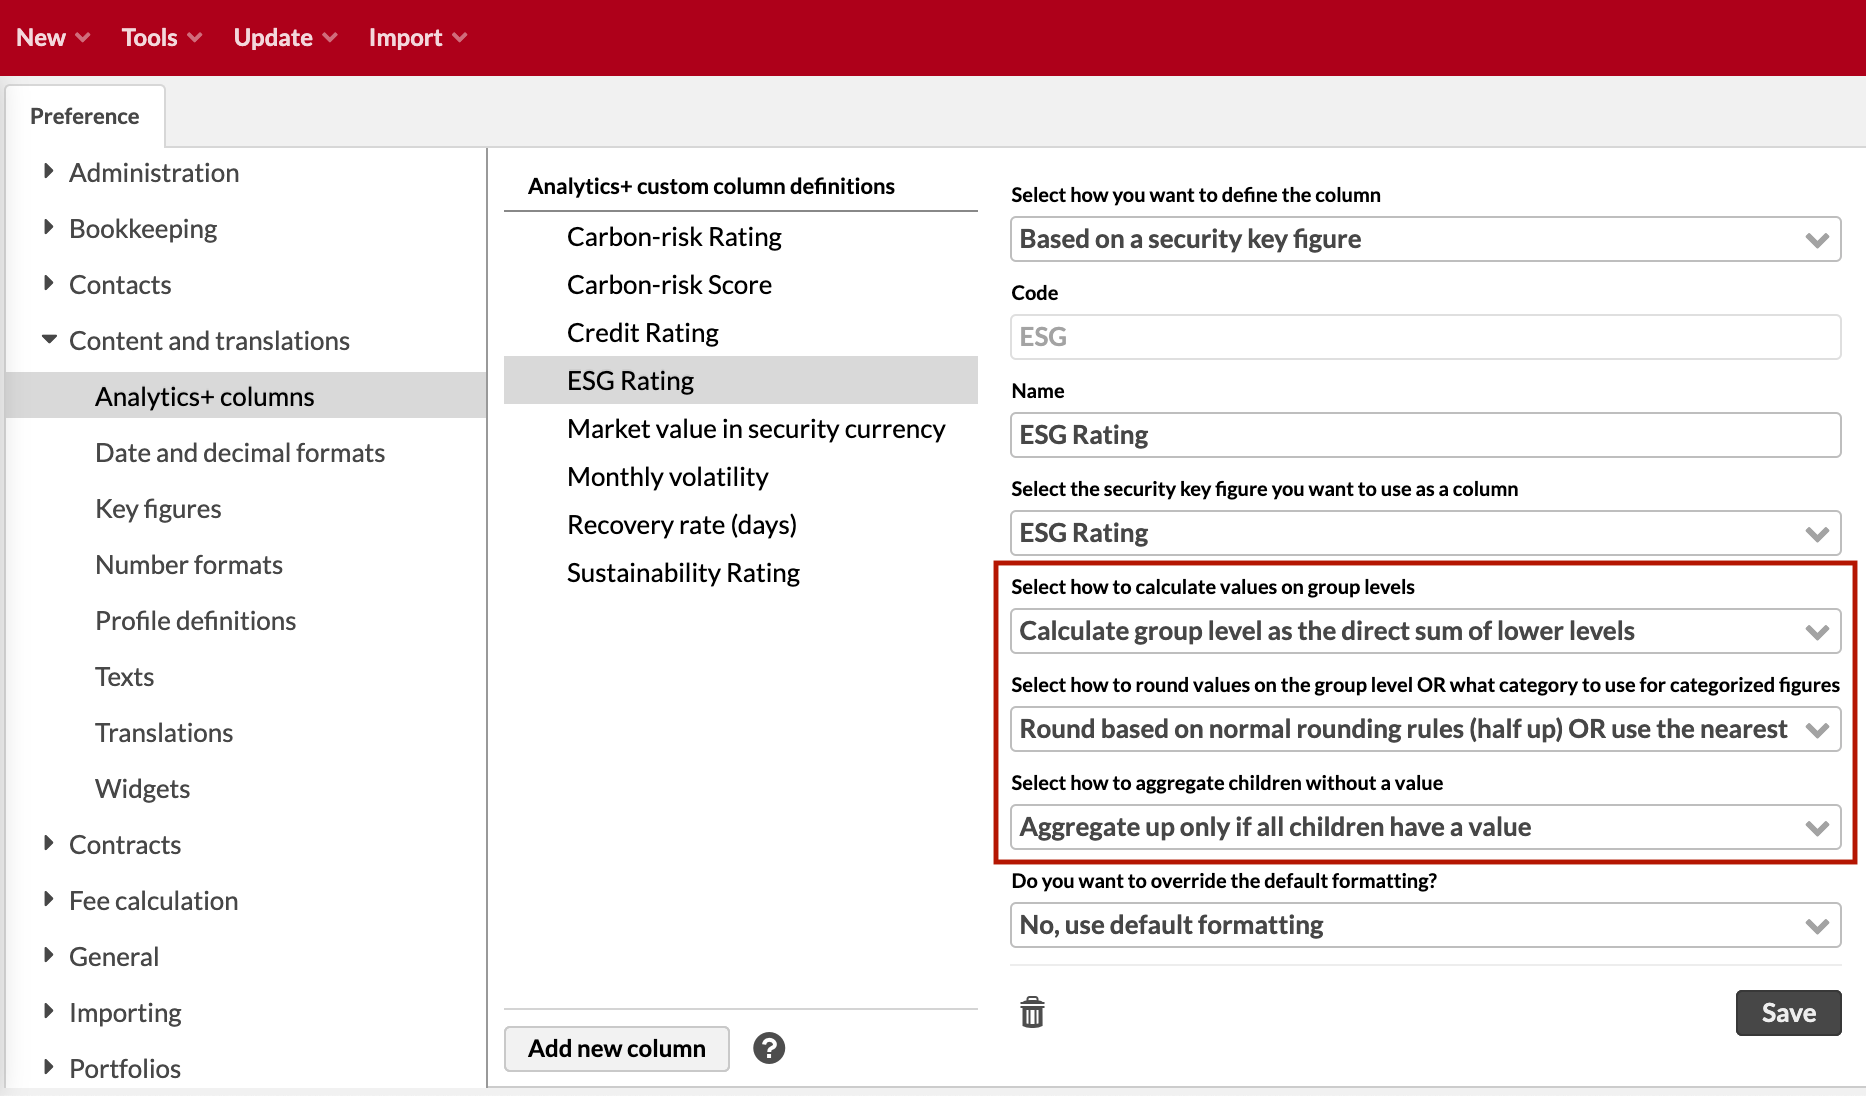 New
Tools
Update
Import
Preference
Administration
Bookkeeping
Contacts
Content and translations
Analytics+ columns
Date and decimal formats
Key figures
Number formats
Profile definitions
Texts
Translations
Widgets
Contracts
Fee calculation
General
Importing
Portfolios
Analytics+ custom column definitions
Carbon-risk Rating
Carbon-risk Score
Credit Rating
ESG Rating
Market value in security currency
Monthly volatility
Recovery rate (days)
Sustainability Rating
Add new column
?
Select how you want to define the column
Based on a security key figure
Code
ESG
Name
ESG Rating
Select the security key figure you want to use as a column
ESG Rating
Select how to calculate values on group levels
Calculate group level as the direct sum of lower levels
Select how to round values on the group level OR what category to use for categorized figures
Round based on normal rounding rules (half up) OR use the nearest
Select how to aggregate children without a value
Aggregate up only if all children have a value
Do you want to override the default formatting?
No, use default formatting
Save